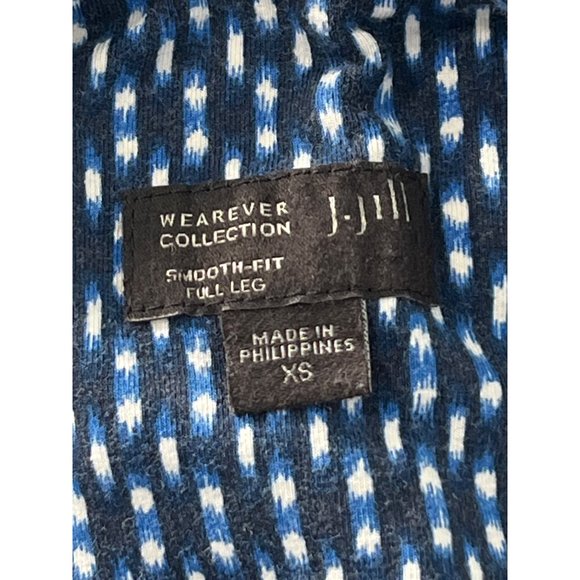 WEAREVER
COLLECTION
J.Jill
SMOOTH-FIT
FULL LEG
MADE IN
PHILIPPINES
XS